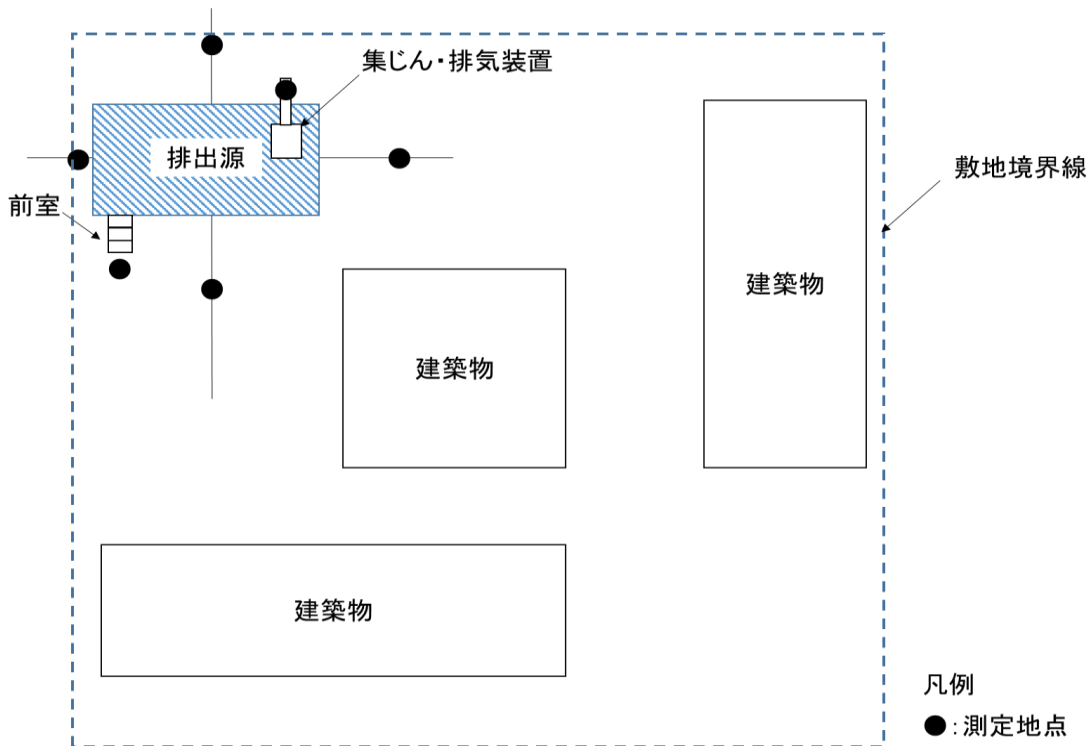 集じん・排気装置
排出源
敷地境界線
前室
建築物
建築物
建築物
凡例
●:測定地点